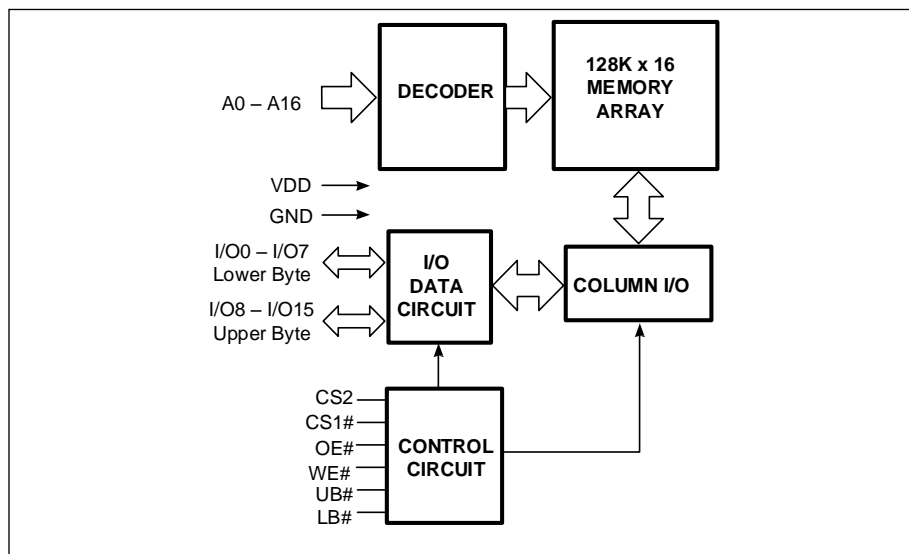 A0 – A16
DECODER
128K x 16
MEMORY
ARRAY
VDD
GND
I/O0 – I/O7
Lower Byte
I/O8 – I/O15
Upper Byte
I/O
DATA
CIRCUIT
COLUMN I/O
CS2
CS1#
OE#
WE#
UB#
LB#
CONTROL
CIRCUIT